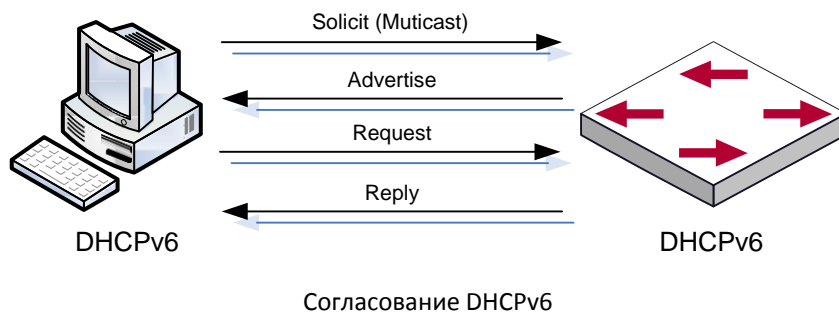 Solicit (Muticast)
Advertise
Request
Reply
DHCPv6
DHCPv6
Согласование DHCPv6